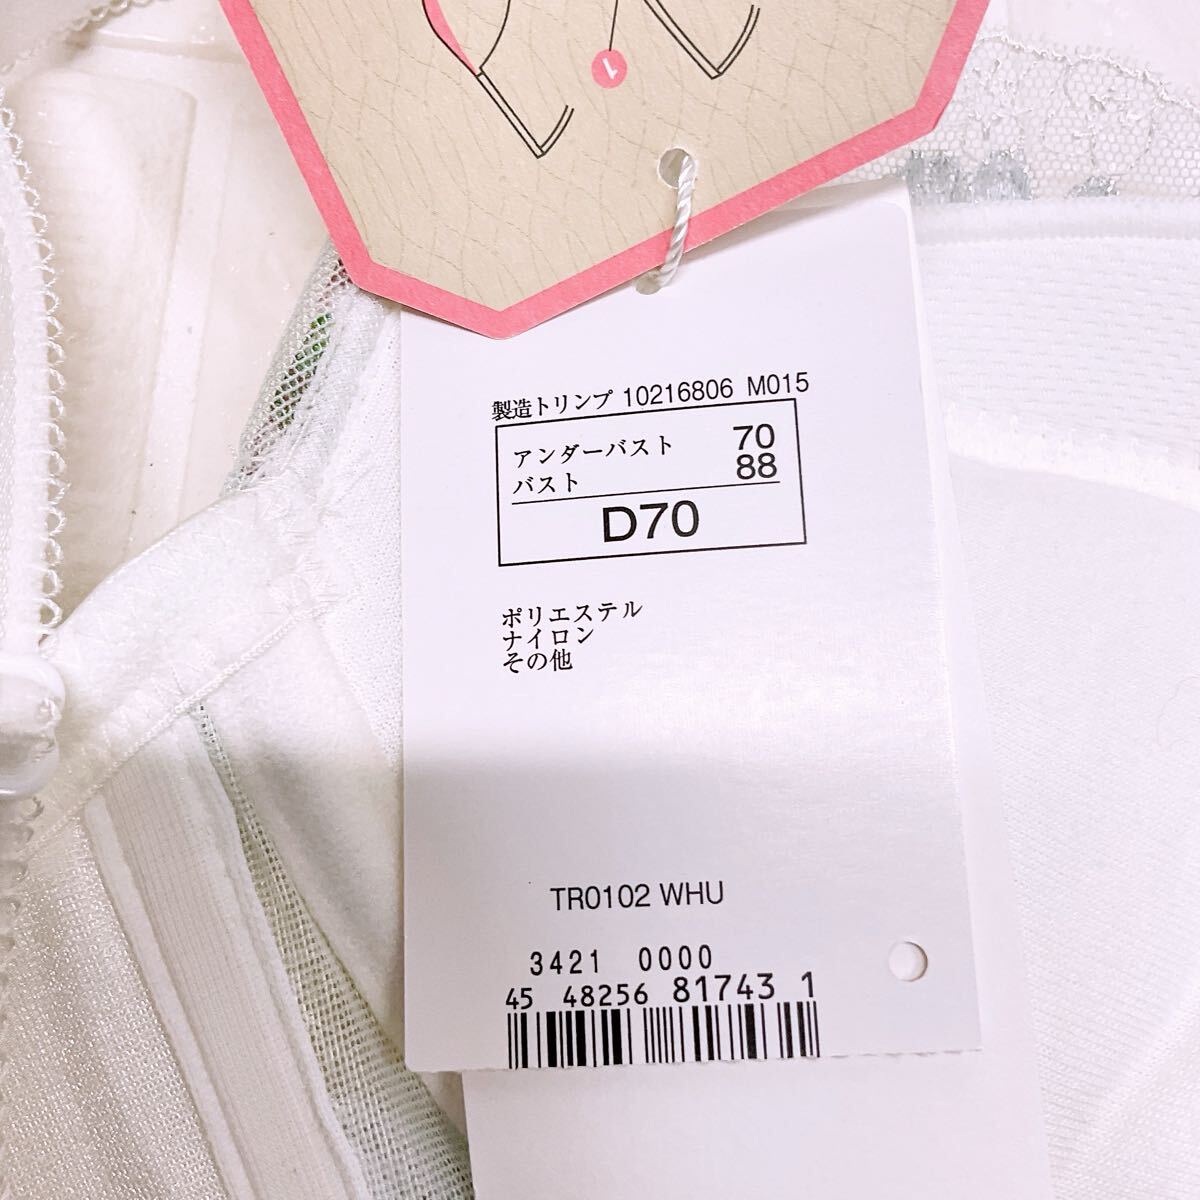 1
製造トリンプ 10216806 M015
アンダーバスト 70
バスト 88
D70
ポリエステル
ナイロン
その他
TR0102 WHU
3421 0000
45 48256 81743 1